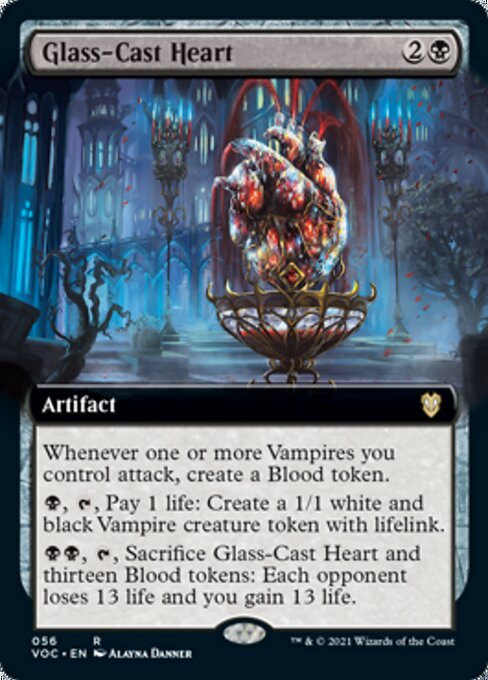 Glass-Cast Heart 2
Artifact
Whenever one or more Vampires you
control attack, create a Blood token.
, , Pay 1 life: Create a 1/1 white and
black Vampire creature token with lifelink.
, , Sacrifice Glass-Cast Heart and
thirteen Blood tokens: Each opponent
loses 13 life and you gain 13 life.
056 R
VOC • EN ALAYNA DANNER
™ & © 2021 Wizards of the Coast